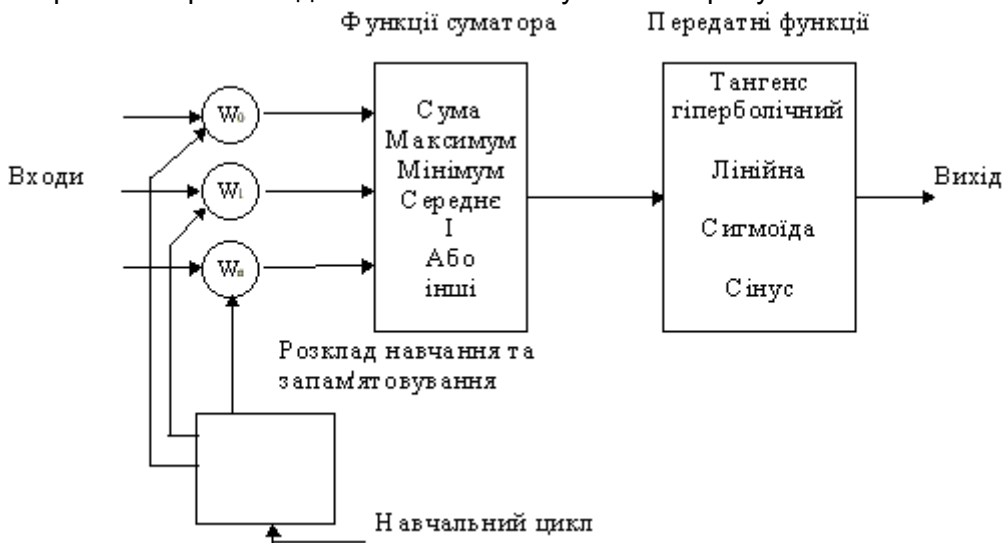 Функції суматора
Передатні функції
Входи
W0
W1
Wn
Сума
Максимум
Мінімум
Середнє
І
Або
інші
Тангенс
гіперболічний
Лінійна
Сигмоїда
Сінус
Вихід
Розклад навчання та
запам'ятовування
Навчальний цикл